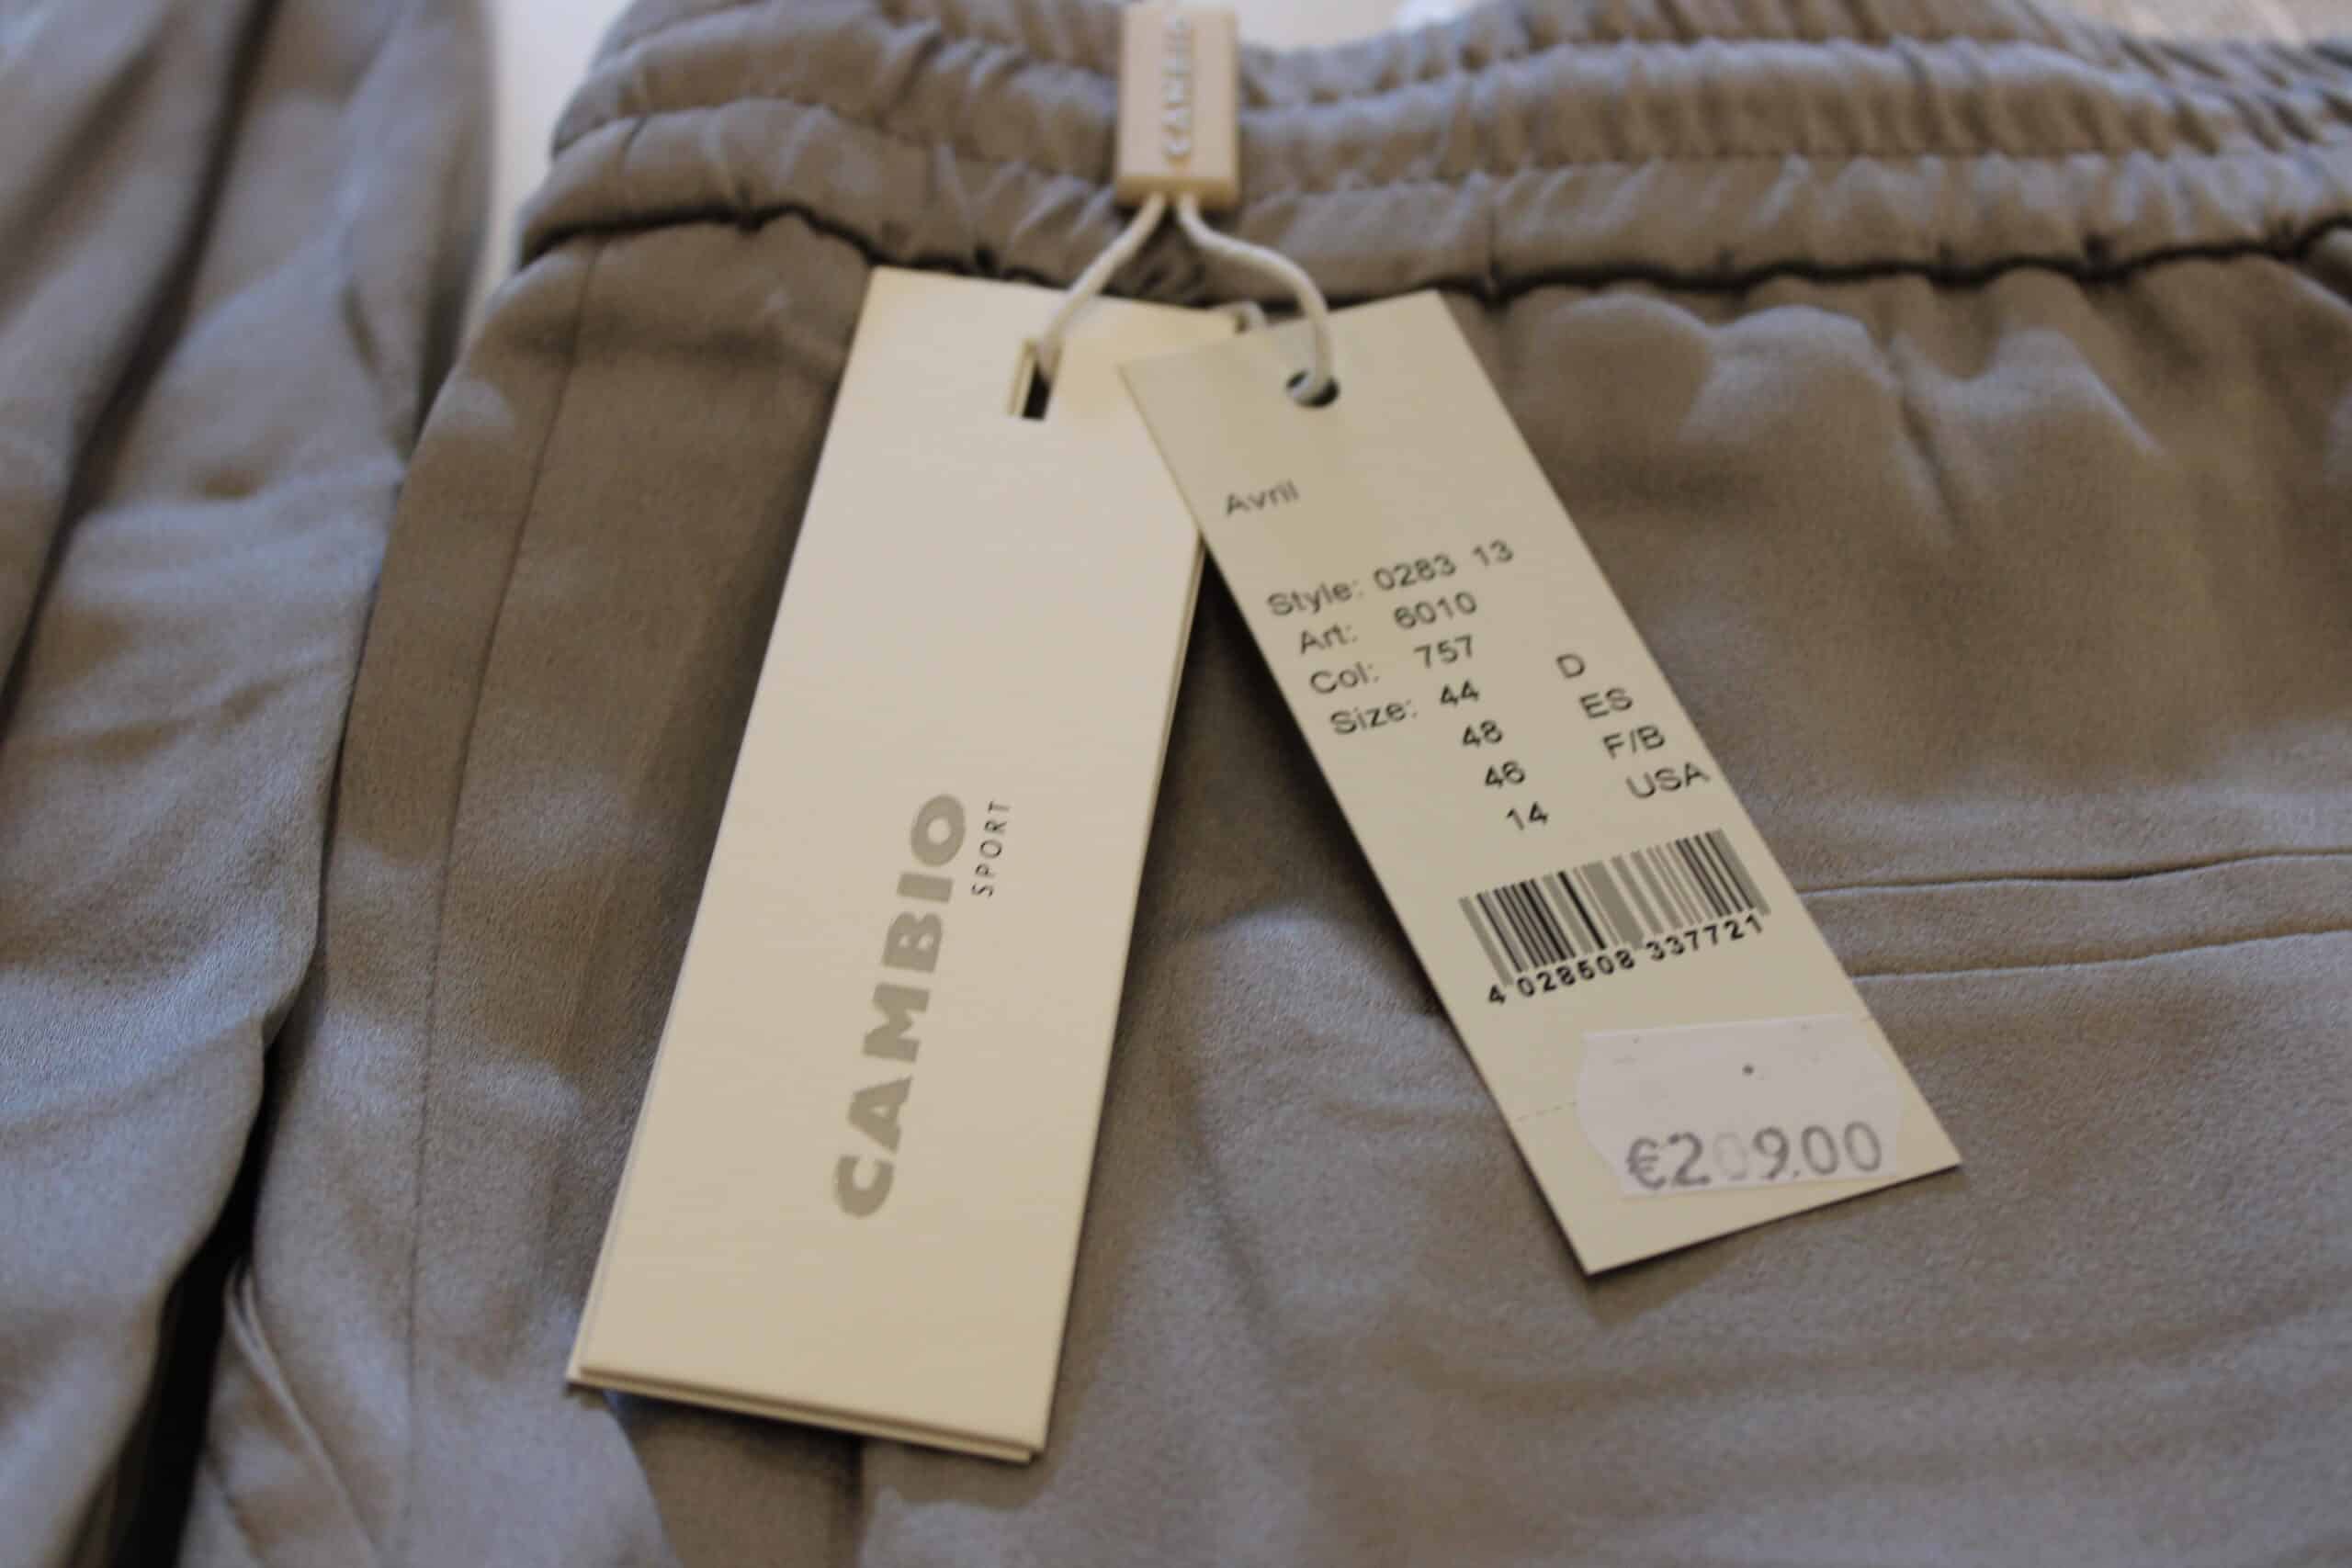 CAMBIO
CAMBIO
SPORT
Avril
Style: 0283 13
Art: 6010
Col: 757
Size: 44 D
48 ES
46 F/B
14 USA
4 028508 337721
€209.00